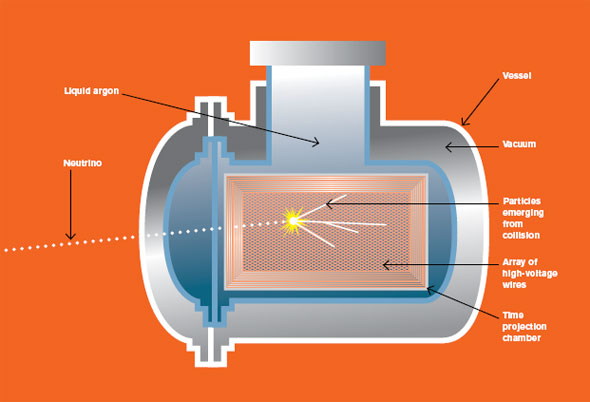 Liquid argon
Neutrino
Vessel
Vacuum
Particles
emerging
from
collision
Array of
high-voltage
wires
Time
projection
chamber